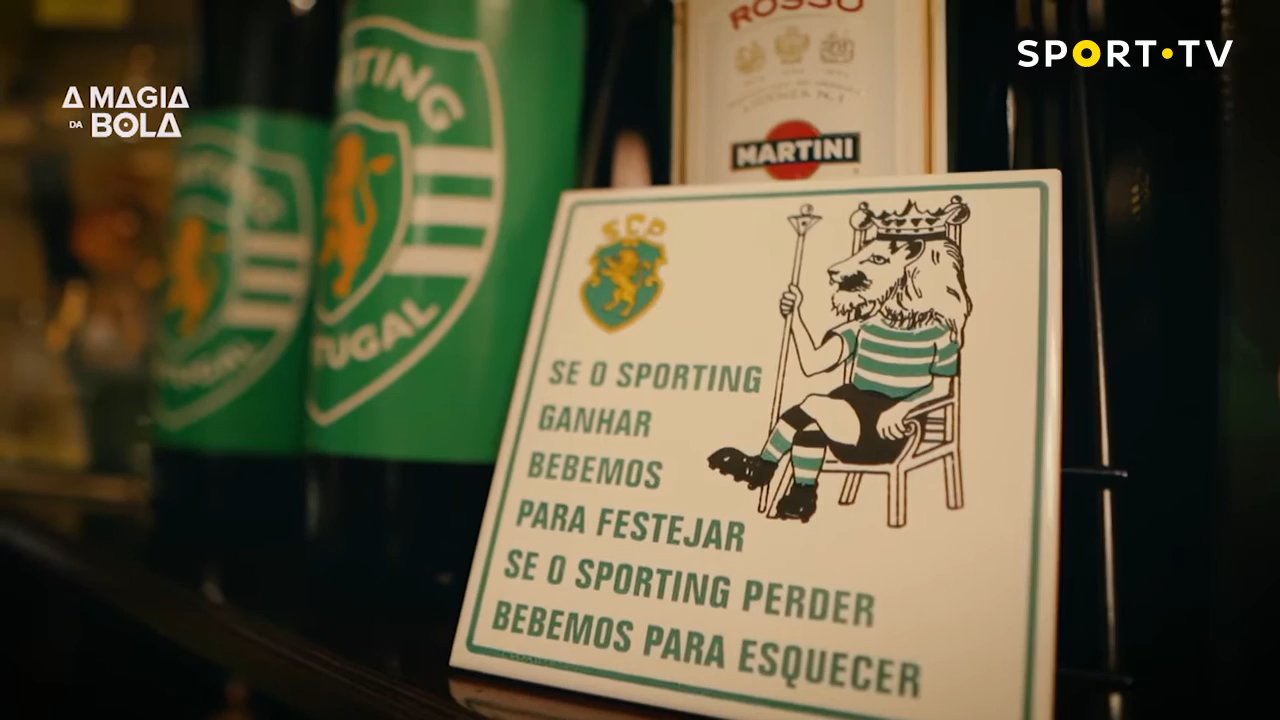 A MAGIA
DA BOLA
SPORT TV
ROSSO
MARTINI
SCP
SE O SPORTING
GANHAR
BEBEMOS
PARA FESTEJAR
SE O SPORTING PERDER
BEBEMOS PARA ESQUECER